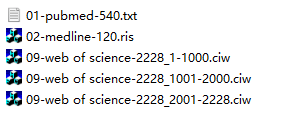 01-pubmed-540.txt
02-medline-120.ris
09-web of science-2228_1-1000.ciw
09-web of science-2228_1001-2000.ciw
09-web of science-2228_2001-2228.ciw